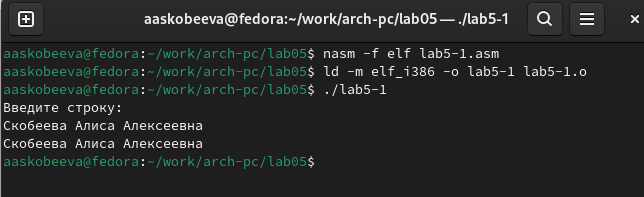 aaskobeeva@fedora:~/work/arch-pc/lab05 — ./lab5-1
aaskobeeva@fedora:~/work/arch-pc/lab05$ nasm -f elf lab5-1.asm
aaskobeeva@fedora:~/work/arch-pc/lab05$ ld -m elf_i386 -o lab5-1 lab5-1.o
aaskobeeva@fedora:~/work/arch-pc/lab05$ ./lab5-1
Введите строку:
Скобеева Алиса Алексеевна
Скобеева Алиса Алексеевна
aaskobeeva@fedora:~/work/arch-pc/lab05$